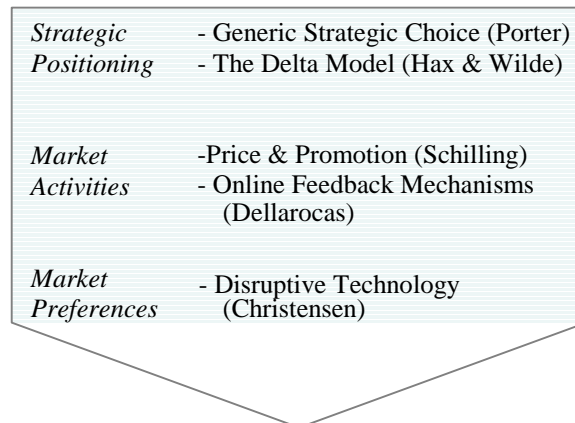 Strategic - Generic Strategic Choice (Porter)
Positioning - The Delta Model (Hax & Wilde)
Market -Price & Promotion (Schilling)
Activities - Online Feedback Mechanisms
(Dellarocas)
Market - Disruptive Technology
Preferences (Christensen)